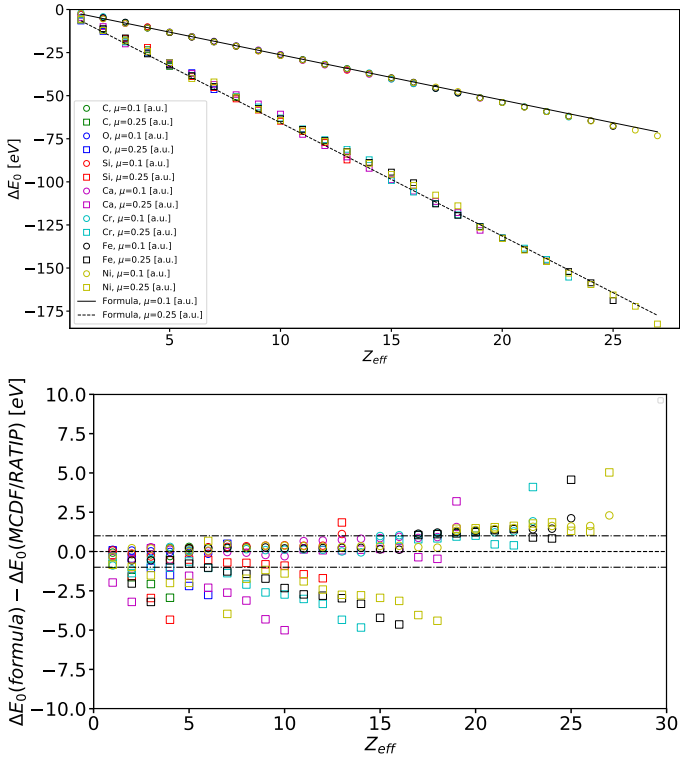 0
−25
−50
−75
−100
−125
−150
−175
ΔE₀ [eV]
C, μ=0.1 [a.u.]
C, μ=0.25 [a.u.]
O, μ=0.1 [a.u.]
O, μ=0.25 [a.u.]
Si, μ=0.1 [a.u.]
Si, μ=0.25 [a.u.]
Ca, μ=0.1 [a.u.]
Ca, μ=0.25 [a.u.]
Cr, μ=0.1 [a.u.]
Cr, μ=0.25 [a.u.]
Fe, μ=0.1 [a.u.]
Fe, μ=0.25 [a.u.]
Ni, μ=0.1 [a.u.]
Ni, μ=0.25 [a.u.]
Formula, μ=0.1 [a.u.]
Formula, μ=0.25 [a.u.]
5 10 15 20 25
Z_eff
ΔE₀(formula) − ΔE₀(MCDF/RATIP) [eV]
10.0
7.5
5.0
2.5
0.0
−2.5
−5.0
−7.5
−10.0
0 5 10 15 20 25 30
Z_eff